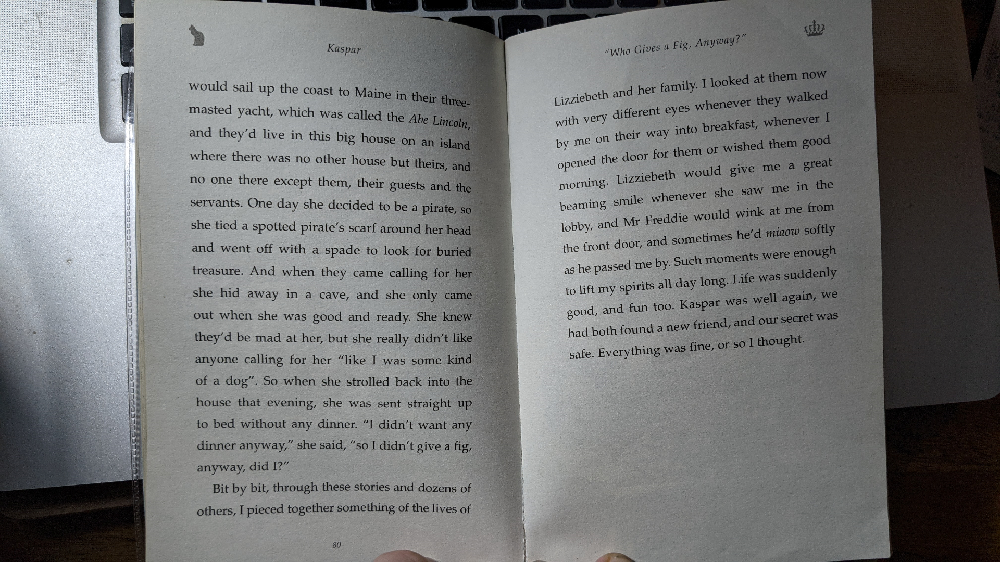 Kaspar
would sail up the coast to Maine in their three-
masted yacht, which was called the Abe Lincoln,
and they'd live in this big house on an island
where there was no other house but theirs, and
no one there except them, their guests and the
servants. One day she decided to be a pirate, so
she tied a spotted pirate's scarf around her head
and went off with a spade to look for buried
treasure. And when they came calling for her
she hid away in a cave, and she only came
out when she was good and ready. She knew
they'd be mad at her, but she really didn't like
anyone calling for her “like I was some kind
of a dog”. So when she strolled back into the
house that evening, she was sent straight up
to bed without any dinner. “I didn't want any
dinner anyway,” she said, “so I didn't give a fig,
anyway, did I?”
Bit by bit, through these stories and dozens of
others, I pieced together something of the lives of
80
“Who Gives a Fig, Anyway?”
Lizziebeth and her family. I looked at them now
with very different eyes whenever they walked
by me on their way into breakfast, whenever I
opened the door for them or wished them good
morning. Lizziebeth would give me a great
beaming smile whenever she saw me in the
lobby, and Mr Freddie would wink at me from
the front door, and sometimes he'd miaow softly
as he passed me by. Such moments were enough
to lift my spirits all day long. Life was suddenly
good, and fun too. Kaspar was well again, we
had both found a new friend, and our secret was
safe. Everything was fine, or so I thought.